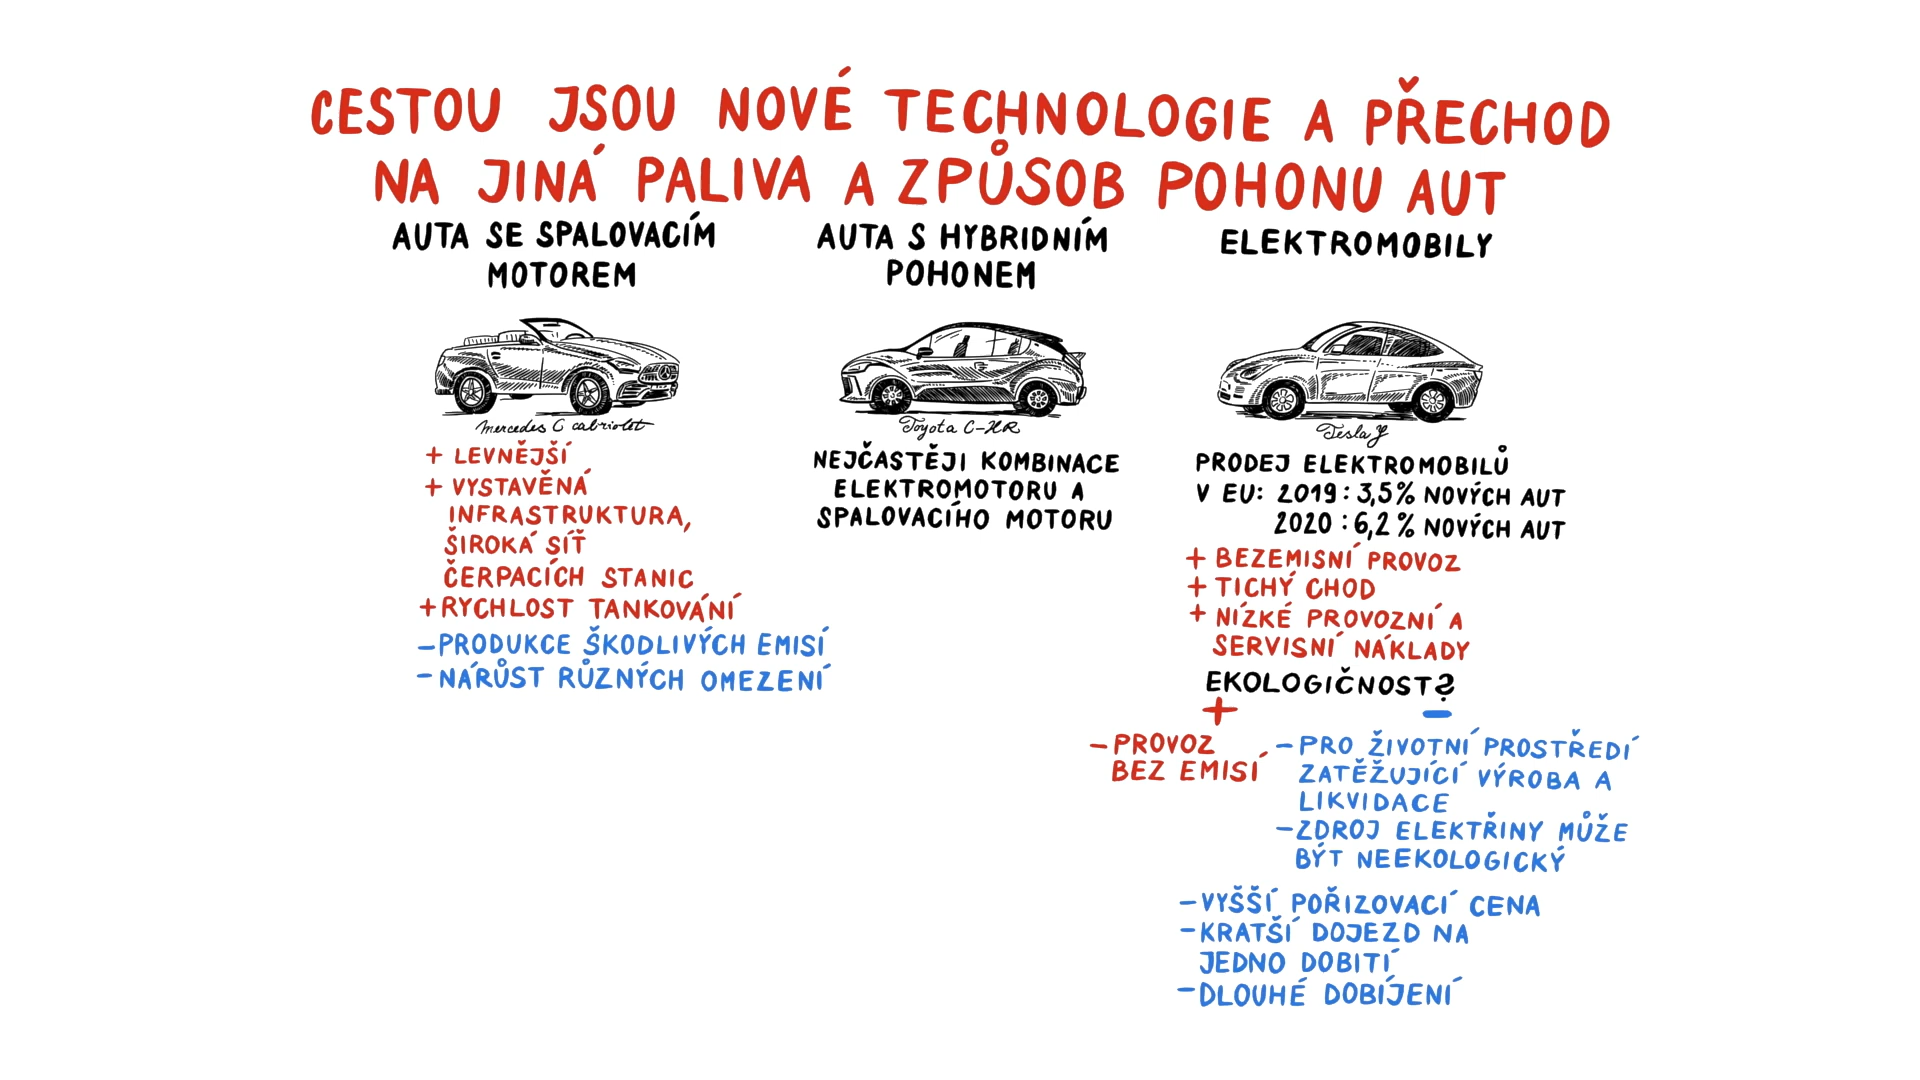 CESTOU JSOU NOVÉ TECHNOLOGIE A PŘECHOD
NA JINÁ PALIVA A ZPŮSOB POHONU AUT
AUTA SE SPALOVACÍM
MOTOREM
Mercedes C cabriolet
+ LEVNĚJŠÍ
+ VYSTAVĚNÁ
INFRASTRUKTURA,
ŠIROKÁ SÍŤ
ČERPACÍCH STANIC
+ RYCHLOST TANKOVÁNÍ
– PRODUKCE ŠKODLIVÝCH EMISÍ
– NÁRŮST RŮZNÝCH OMEZENÍ
AUTA S HYBRIDNÍM
POHONEM
Toyota C-HR
NEJČASTĚJI KOMBINACE
ELEKTROMOTORU A
SPALOVACÍHO MOTORU
ELEKTROMOBILY
Tesla Y
PRODEJ ELEKTROMOBILŮ
V EU: 2019: 3,5% NOVÝCH AUT
2020: 6,2% NOVÝCH AUT
+ BEZEMISNÍ PROVOZ
+ TICHÝ CHOD
+ NÍZKÉ PROVOZNÍ A
SERVISNÍ NÁKLADY
EKOLOGIČNOST?
+
– PROVOZ
BEZ EMISÍ
–
– PRO ŽIVOTNÍ PROSTŘEDÍ
ZATĚŽUJÍCÍ VÝROBA A
LIKVIDACE
– ZDROJ ELEKTŘINY MŮŽE
BÝT NEEKOLOGICKÝ
– VYŠŠÍ POŘIZOVACÍ CENA
– KRATŠÍ DOJEZD NA
JEDNO DOBITÍ
– DLOUHÉ DOBÍJENÍ